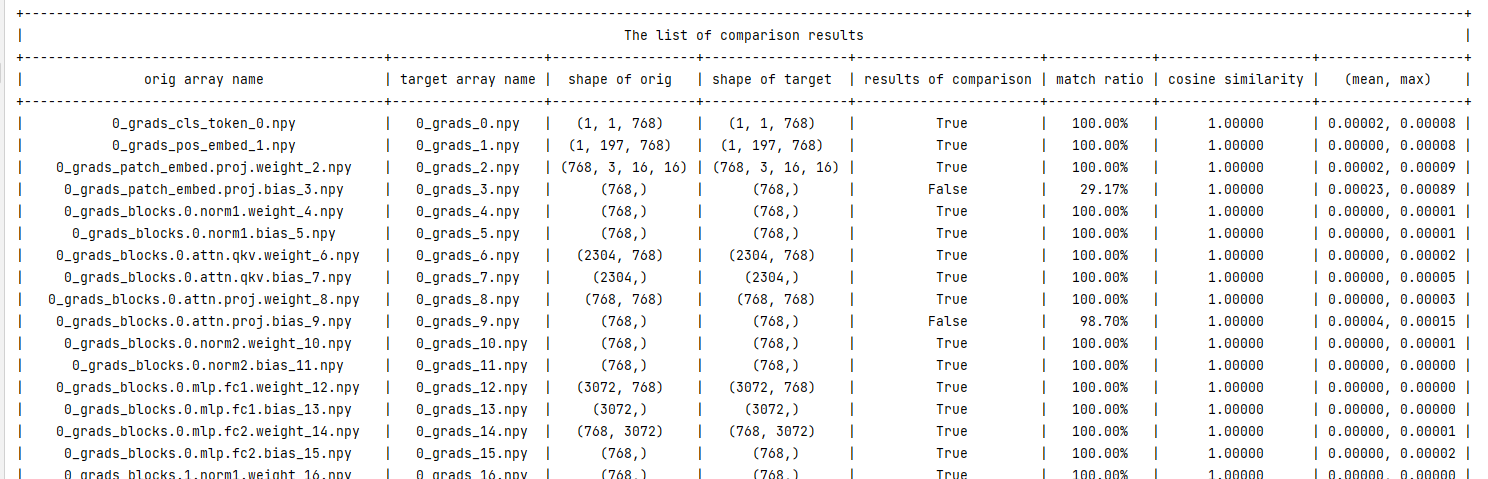 The list of comparison results
orig array name | target array name | shape of orig | shape of target | results of comparison | match ratio | cosine similarity | (mean, max)
0_grads_cls_token_0.npy | 0_grads_0.npy | (1, 1, 768) | (1, 1, 768) | True | 100.00% | 1.00000 | 0.00002, 0.00008
0_grads_pos_embed_1.npy | 0_grads_1.npy | (1, 197, 768) | (1, 197, 768) | True | 100.00% | 1.00000 | 0.00000, 0.00008
0_grads_patch_embed.proj.weight_2.npy | 0_grads_2.npy | (768, 3, 16, 16) | (768, 3, 16, 16) | True | 100.00% | 1.00000 | 0.00002, 0.00009
0_grads_patch_embed.proj.bias_3.npy | 0_grads_3.npy | (768,) | (768,) | False | 29.17% | 1.00000 | 0.00023, 0.00089
0_grads_blocks.0.norm1.weight_4.npy | 0_grads_4.npy | (768,) | (768,) | True | 100.00% | 1.00000 | 0.00000, 0.00001
0_grads_blocks.0.norm1.bias_5.npy | 0_grads_5.npy | (768,) | (768,) | True | 100.00% | 1.00000 | 0.00000, 0.00001
0_grads_blocks.0.attn.qkv.weight_6.npy | 0_grads_6.npy | (2304, 768) | (2304, 768) | True | 100.00% | 1.00000 | 0.00000, 0.00002
0_grads_blocks.0.attn.qkv.bias_7.npy | 0_grads_7.npy | (2304,) | (2304,) | True | 100.00% | 1.00000 | 0.00000, 0.00005
0_grads_blocks.0.attn.proj.weight_8.npy | 0_grads_8.npy | (768, 768) | (768, 768) | True | 100.00% | 1.00000 | 0.00000, 0.00003
0_grads_blocks.0.attn.proj.bias_9.npy | 0_grads_9.npy | (768,) | (768,) | False | 98.70% | 1.00000 | 0.00004, 0.00015
0_grads_blocks.0.norm2.weight_10.npy | 0_grads_10.npy | (768,) | (768,) | True | 100.00% | 1.00000 | 0.00000, 0.00001
0_grads_blocks.0.norm2.bias_11.npy | 0_grads_11.npy | (768,) | (768,) | True | 100.00% | 1.00000 | 0.00000, 0.00000
0_grads_blocks.0.mlp.fc1.weight_12.npy | 0_grads_12.npy | (3072, 768) | (3072, 768) | True | 100.00% | 1.00000 | 0.00000, 0.00000
0_grads_blocks.0.mlp.fc1.bias_13.npy | 0_grads_13.npy | (3072,) | (3072,) | True | 100.00% | 1.00000 | 0.00000, 0.00000
0_grads_blocks.0.mlp.fc2.weight_14.npy | 0_grads_14.npy | (768, 3072) | (768, 3072) | True | 100.00% | 1.00000 | 0.00000, 0.00001
0_grads_blocks.0.mlp.fc2.bias_15.npy | 0_grads_15.npy | (768,) | (768,) | True | 100.00% | 1.00000 | 0.00000, 0.00002
0_grads_blocks.1.norm1.weight_16.npy | 0_grads_16.npy | (768,) | (768,) | True | 100.00% | 1.00000 | 0.00000, 0.00000